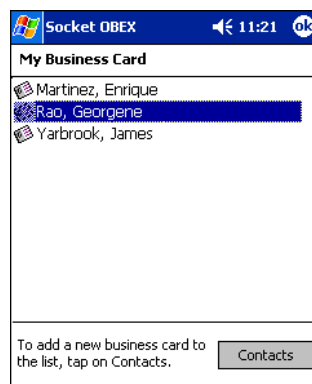 Socket OBEX 11:21 ok
My Business Card
Martinez, Enrique
Rao, Georgene
Yarbrook, James
To add a new business card to
the list, tap on Contacts.
Contacts